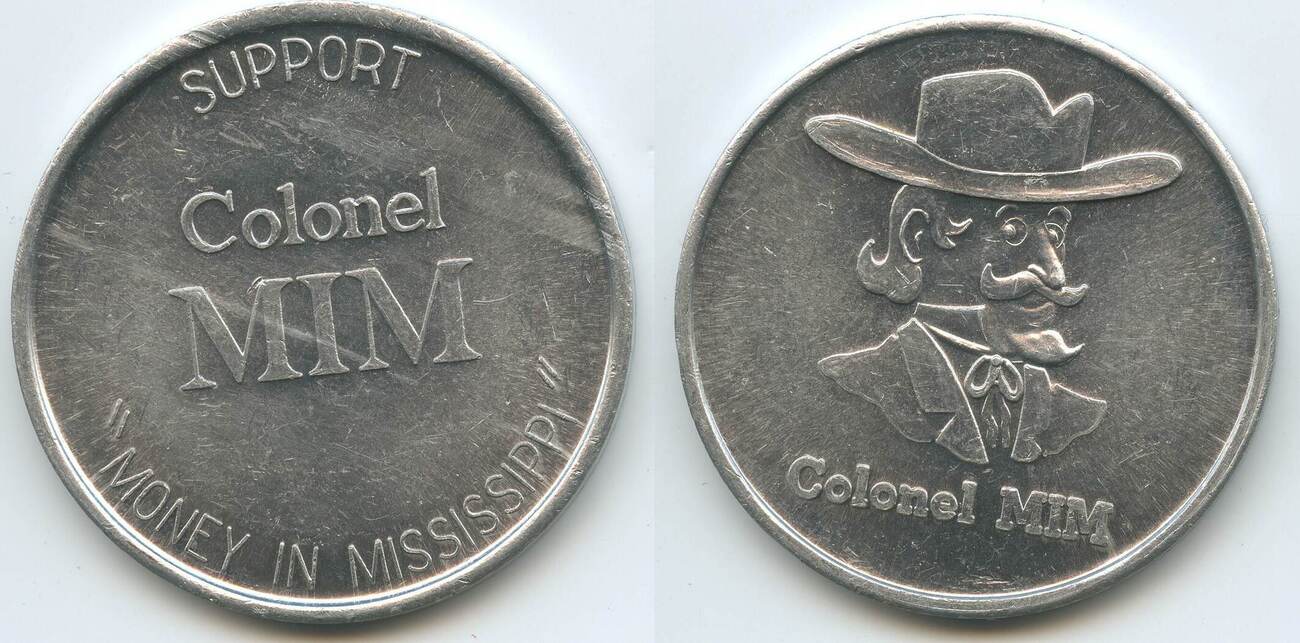 SUPPORT
Colonel
MIM
"MONEY IN MISSISSIPPI"
Colonel MIM